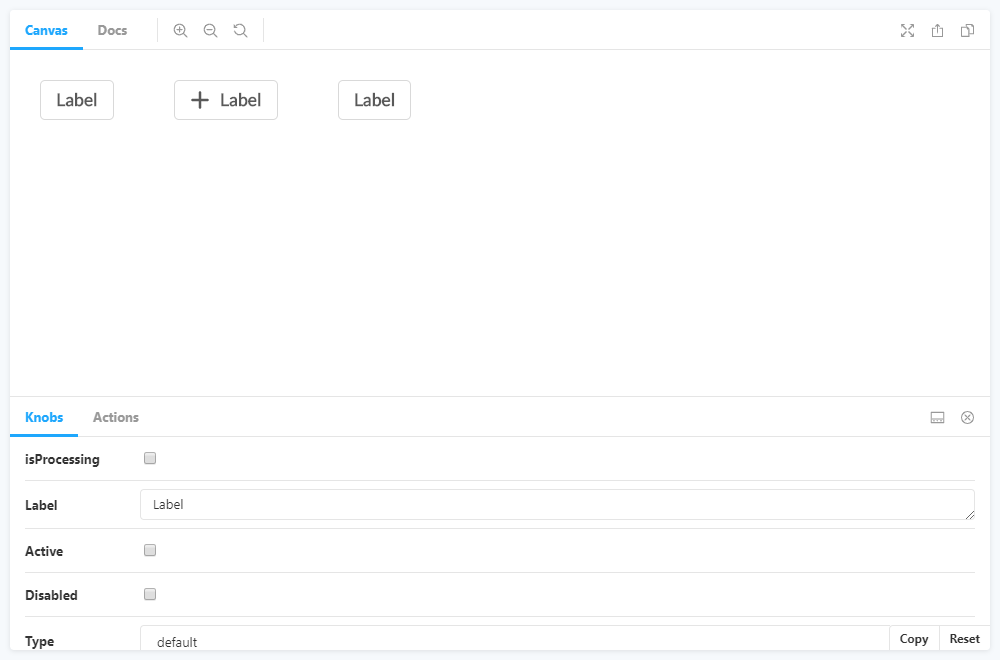 Canvas Docs
Label Label Label
Knobs Actions
isProcessing
Label Label
Active
Disabled
Type default Copy Reset